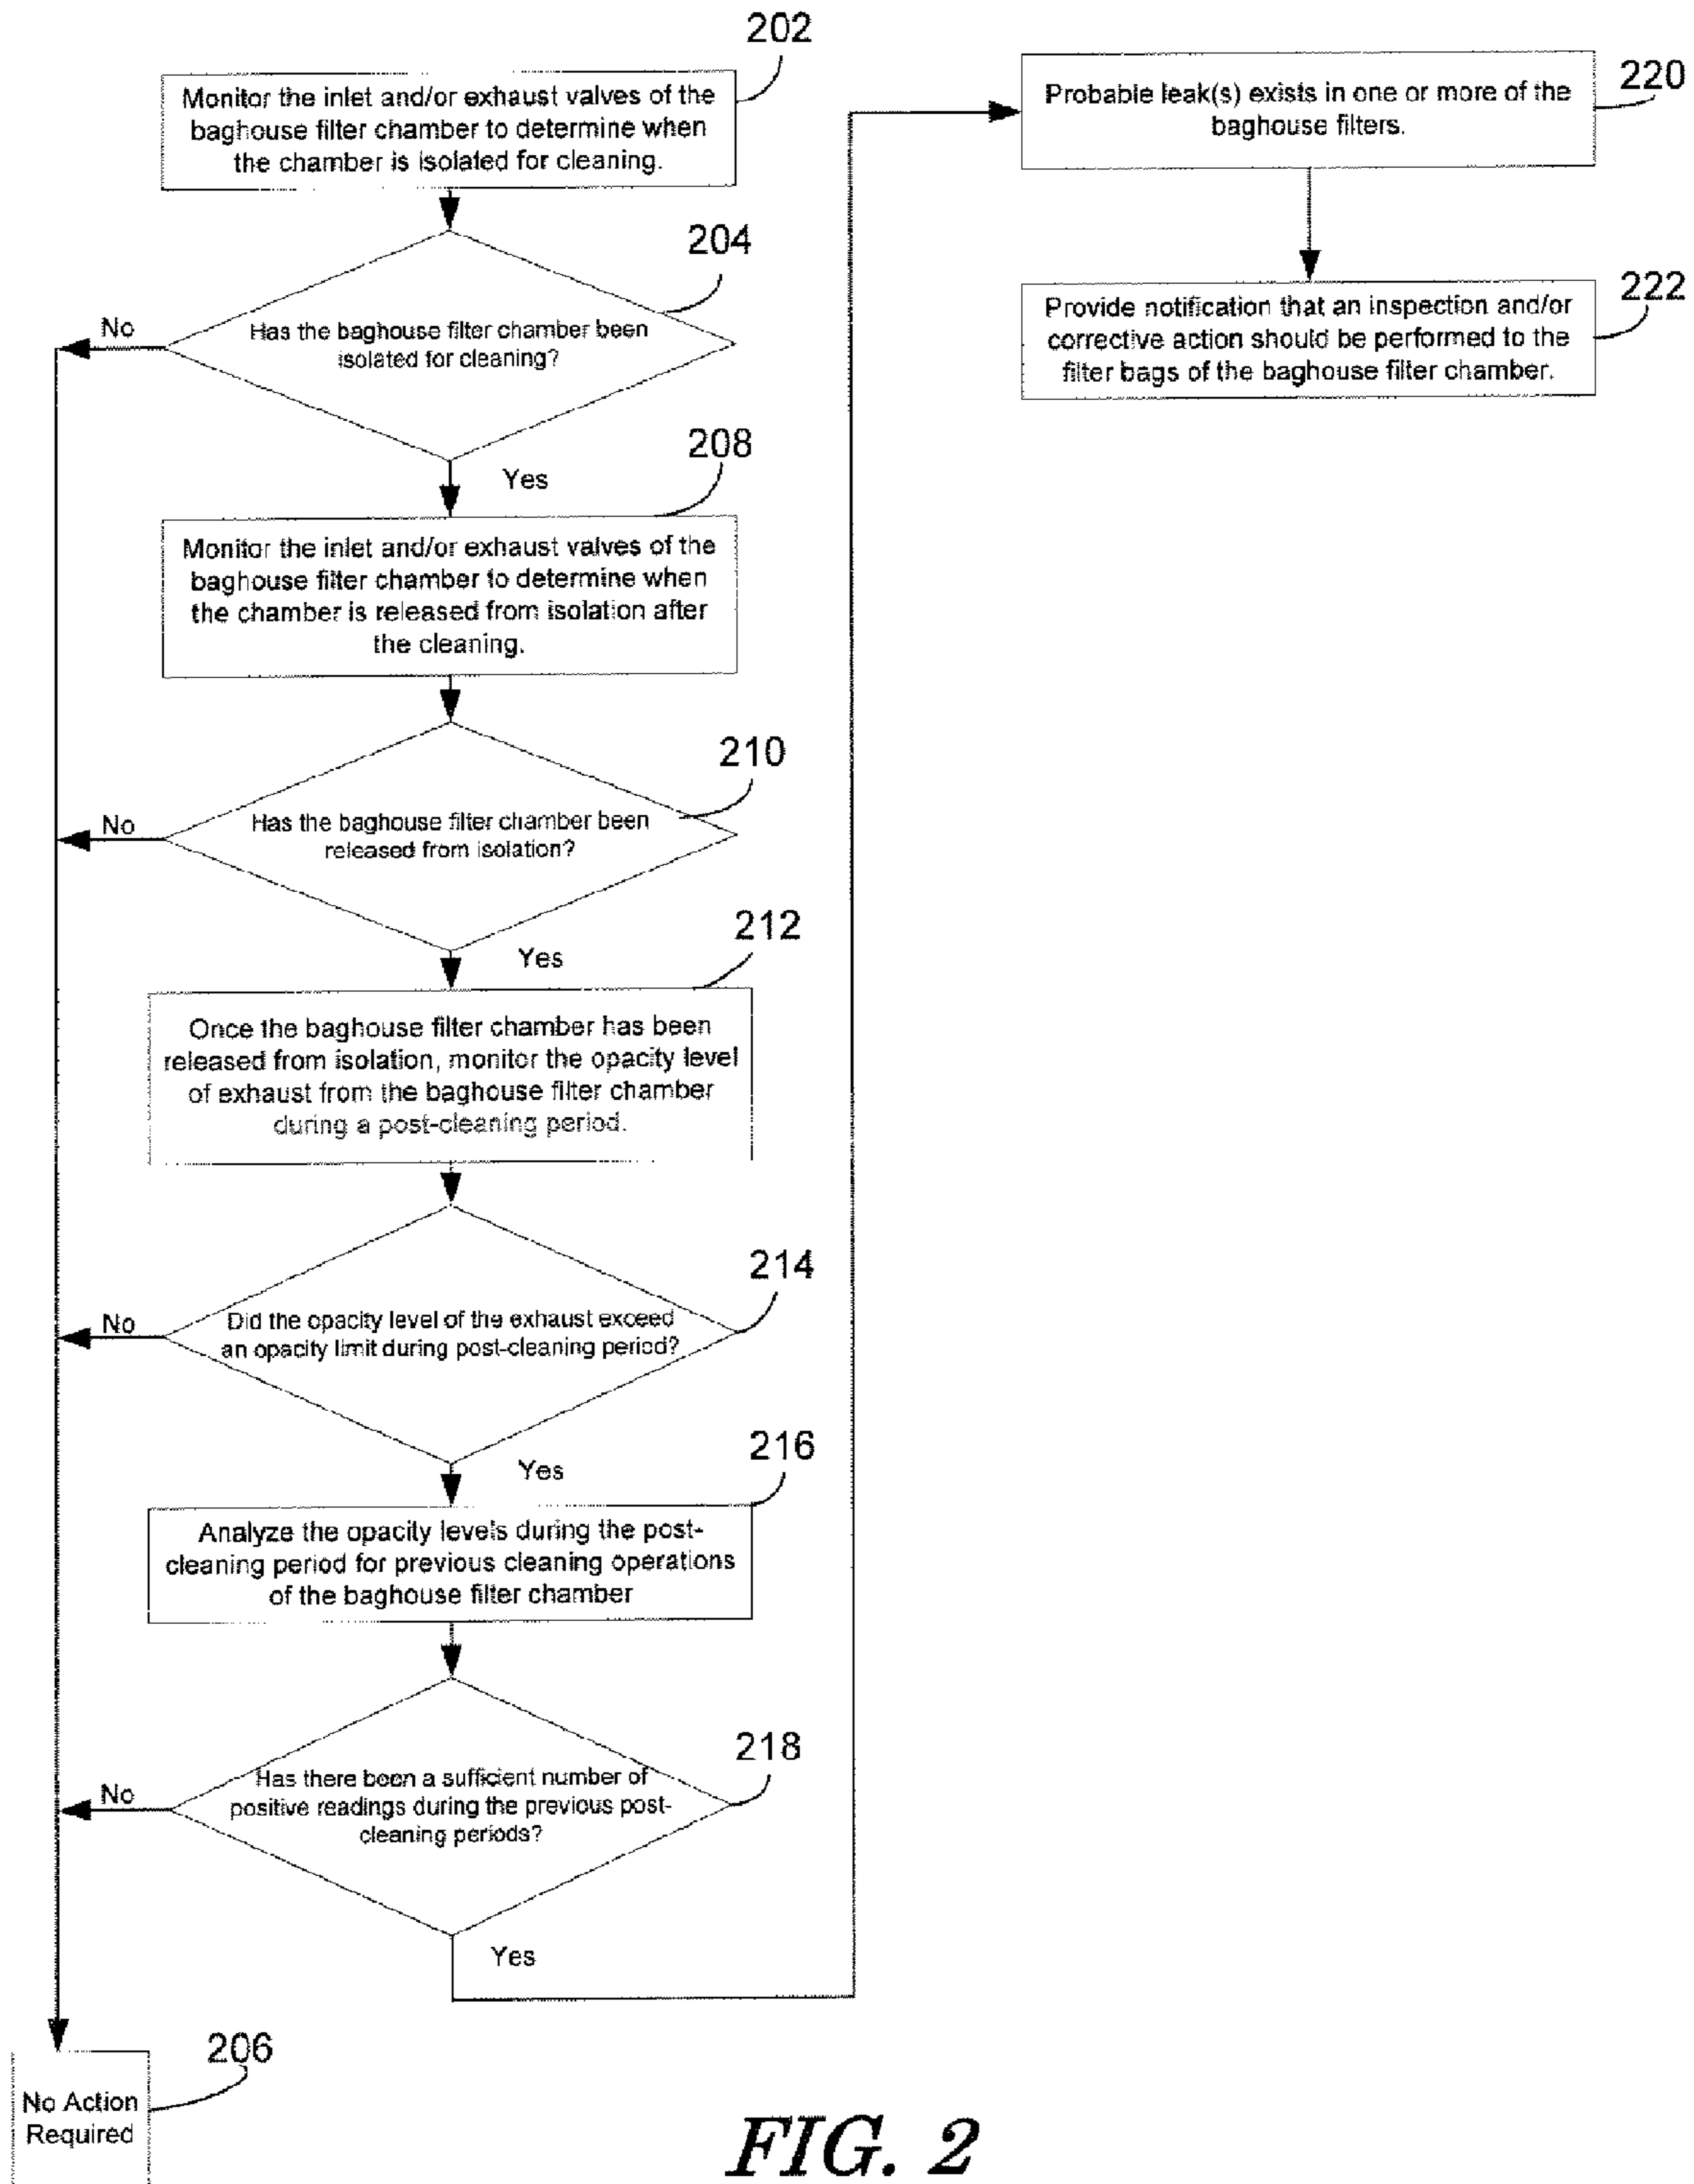 202
Monitor the inlet and/or exhaust valves of the
baghouse filter chamber to determine when
the chamber is isolated for cleaning.
204
Has the baghouse filter chamber been
isolated for cleaning?
No
Yes
208
Monitor the inlet and/or exhaust valves of the
baghouse filter chamber to determine when
the chamber is released from isolation after
the cleaning.
210
Has the baghouse filter chamber been
released from isolation?
No
Yes
212
Once the baghouse filter chamber has been
released from isolation, monitor the opacity level
of exhaust from the baghouse filter chamber
during a post-cleaning period.
214
Did the opacity level of the exhaust exceed
an opacity limit during post-cleaning period?
No
Yes
216
Analyze the opacity levels during the post-
cleaning period for previous cleaning operations
of the baghouse filter chamber
218
Has there been a sufficient number of
positive readings during the previous post-
cleaning periods?
No
Yes
206
No Action
Required
220
Probable leak(s) exists in one or more of the
baghouse filters.
222
Provide notification that an inspection and/or
corrective action should be performed to the
filter bags of the baghouse filter chamber.
FIG. 2